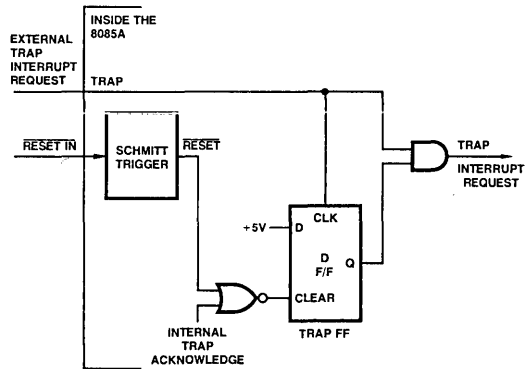 INSIDE THE
8085A
EXTERNAL
TRAP
INTERRUPT
REQUEST
TRAP
RESET IN
SCHMITT
TRIGGER
RESET
TRAP
INTERRUPT
REQUEST
CLK
+5V
D
D
F/F
Q
CLEAR
INTERNAL
TRAP
ACKNOWLEDGE
TRAP FF